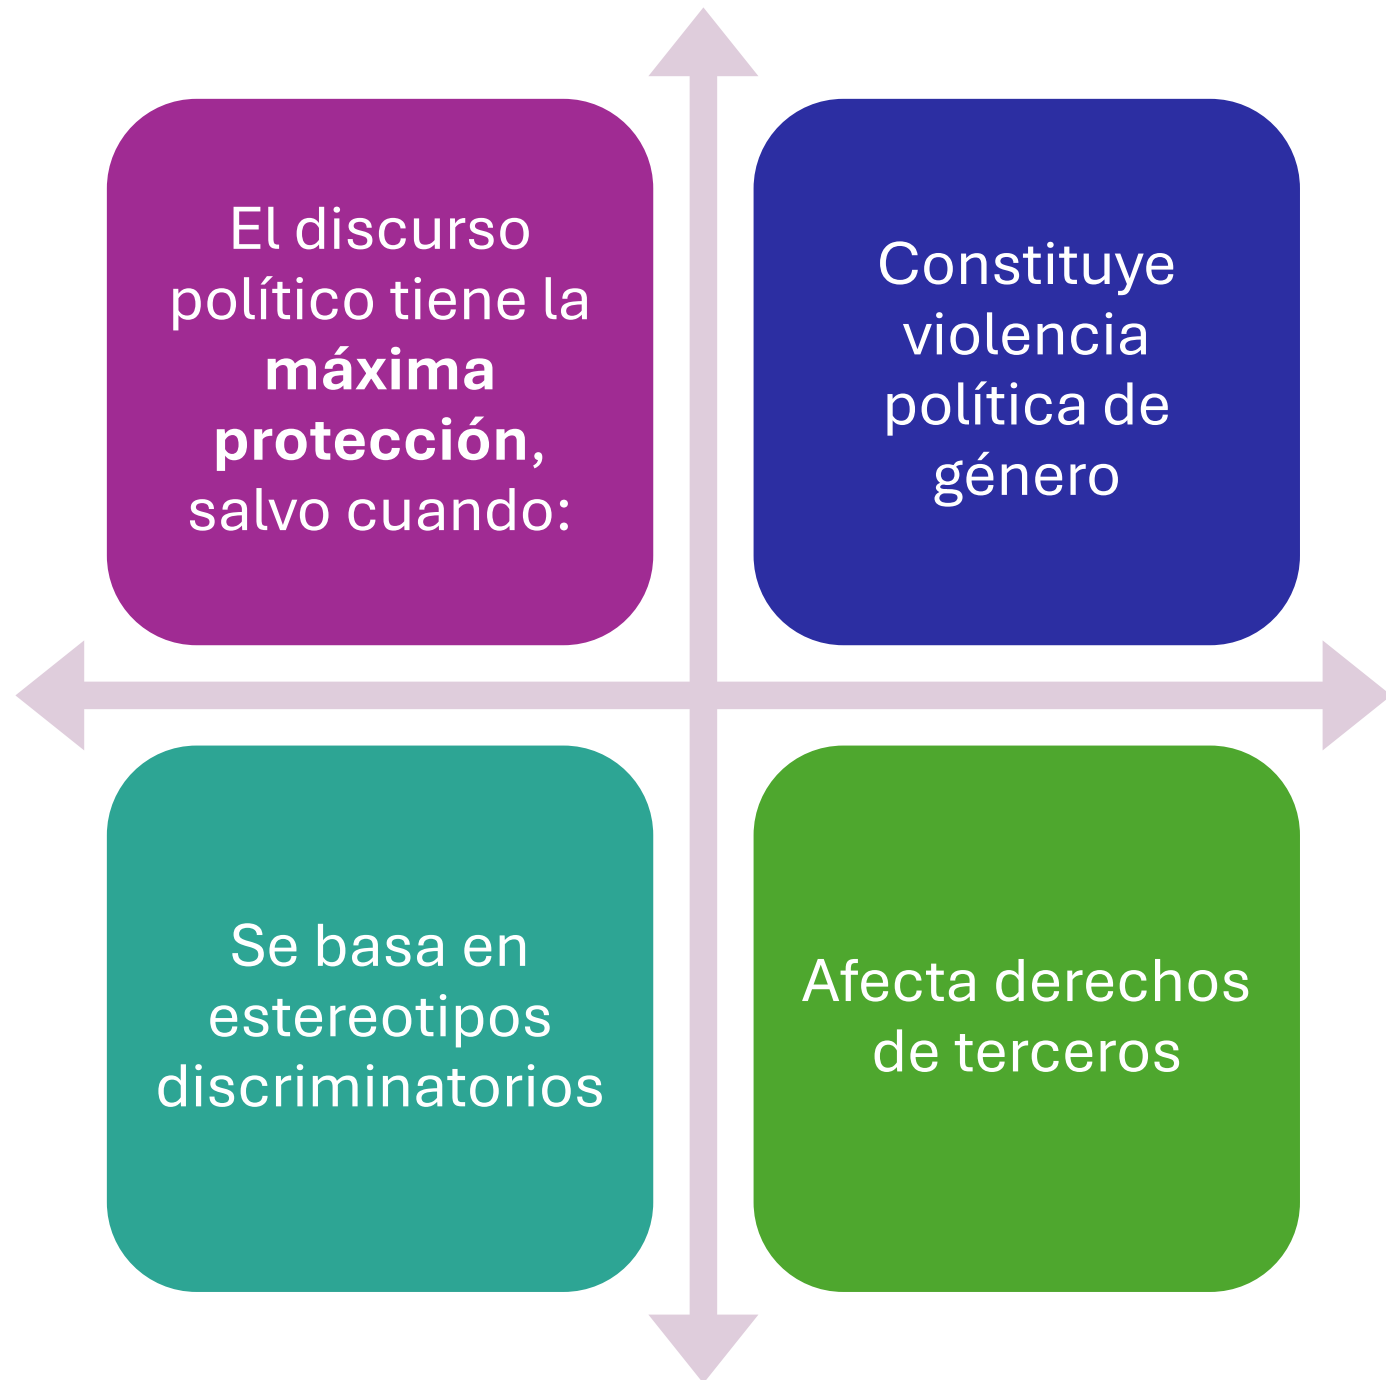 El discurso
político tiene la
máxima
protección,
salvo cuando:
Constituye
violencia
política de
género
Se basa en
estereotipos
discriminatorios
Afecta derechos
de terceros